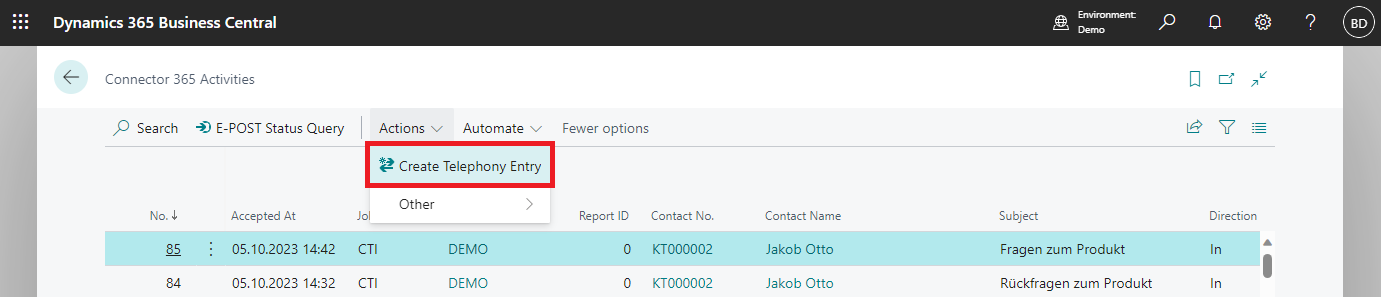 Dynamics 365 Business Central
Environment:
Demo
BD
Connector 365 Activities
Search E-POST Status Query Actions Automate Fewer options
Create Telephony Entry
Other
No. ↓ Accepted At Report ID Contact No. Contact Name Subject Direction
85 05.10.2023 14:42 CTI DEMO 0 KT000002 Jakob Otto Fragen zum Produkt In
84 05.10.2023 14:32 CTI DEMO 0 KT000002 Jakob Otto Rückfragen zum Produkt In